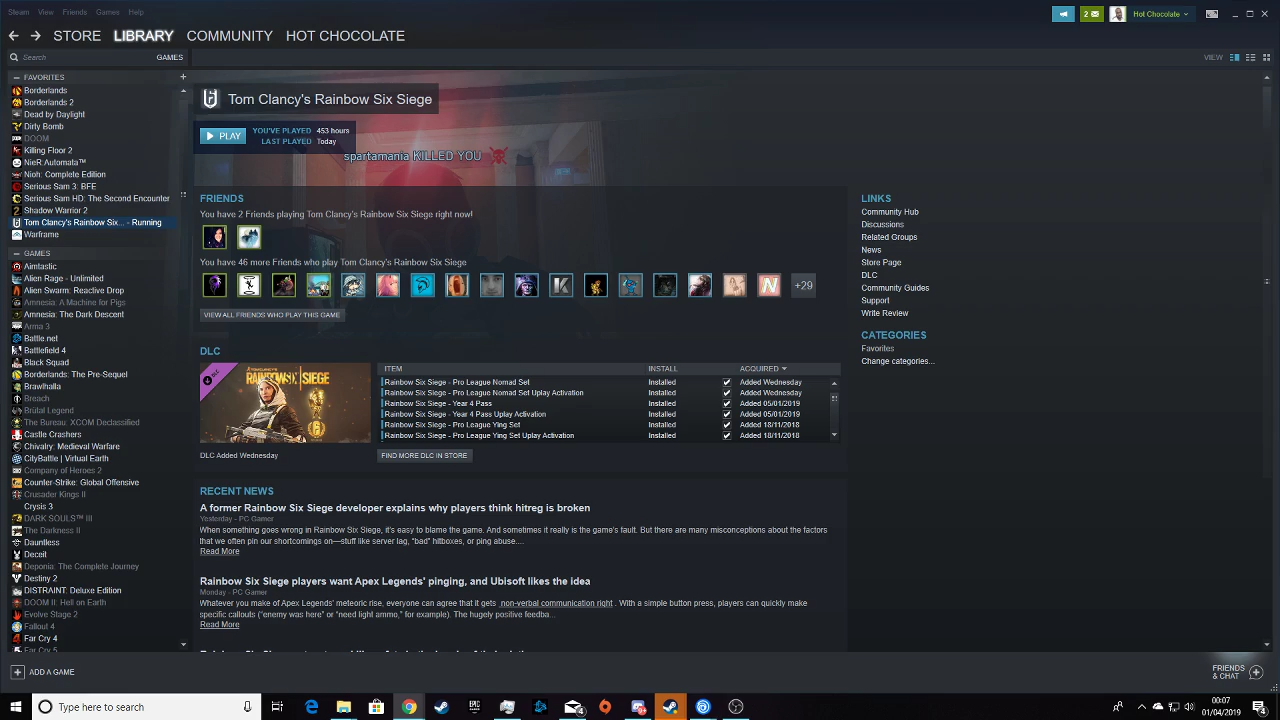 Steam View Friends Games Help
2 Hot Chocolate
STORE LIBRARY COMMUNITY HOT CHOCOLATE
Search GAMES VIEW
FAVORITES
Borderlands
Borderlands 2
Dead by Daylight
Dirty Bomb
DOOM
Killing Floor 2
NieR:Automata™
Nioh: Complete Edition
Serious Sam 3: BFE
Serious Sam HD: The Second Encounter
Shadow Warrior 2
Tom Clancy's Rainbow Six... - Running
Warframe
GAMES
Aimtastic
Alien Rage - Unlimited
Alien Swarm: Reactive Drop
Amnesia: A Machine for Pigs
Amnesia: The Dark Descent
Arma 3
Battle.net
Battlefield 4
Black Squad
Borderlands: The Pre-Sequel
Brawlhalla
Breach
Brütal Legend
The Bureau: XCOM Declassified
Castle Crashers
Chivalry: Medieval Warfare
CityBattle | Virtual Earth
Company of Heroes 2
Counter-Strike: Global Offensive
Crusader Kings II
Crysis 3
DARK SOULS™ III
The Darkness II
Dauntless
Deceit
Deponia: The Complete Journey
Destiny 2
DISTRAINT: Deluxe Edition
DOOM II: Hell on Earth
Evolve Stage 2
Fallout 4
Far Cry 4
Far Cry 5
Tom Clancy's Rainbow Six Siege
PLAY
YOU'VE PLAYED 453 hours
LAST PLAYED Today
spartamania KILLED YOU
FRIENDS
You have 2 Friends playing Tom Clancy's Rainbow Six Siege right now!
You have 46 more Friends who play Tom Clancy's Rainbow Six Siege
K N +29
VIEW ALL FRIENDS WHO PLAY THIS GAME
DLC
RAINBOW SIX SIEGE
DLC Added Wednesday
ITEM INSTALL ACQUIRED
Rainbow Six Siege - Pro League Nomad Set Installed Added Wednesday
Rainbow Six Siege - Pro League Nomad Set Uplay Activation Installed Added Wednesday
Rainbow Six Siege - Year 4 Pass Installed Added 05/01/2019
Rainbow Six Siege - Year 4 Pass Uplay Activation Installed Added 05/01/2019
Rainbow Six Siege - Pro League Ying Set Installed Added 18/11/2018
Rainbow Six Siege - Pro League Ying Set Uplay Activation Installed Added 18/11/2018
FIND MORE DLC IN STORE
RECENT NEWS
A former Rainbow Six Siege developer explains why players think hitreg is broken
Yesterday - PC Gamer
When something goes wrong in Rainbow Six Siege, it's easy to blame the game. And sometimes it really is the game's fault. But there are many misconceptions about the factors
that we often pin our shortcomings on—stuff like server lag, "bad" hitboxes, or ping abuse....
Read More
Rainbow Six Siege players want Apex Legends' pinging, and Ubisoft likes the idea
Monday - PC Gamer
Whatever you make of Apex Legends' meteoric rise, everyone can agree that it gets non-verbal communication right . With a simple button press, players can quickly make
specific callouts ("enemy was here" or "need light ammo," for example). The hugely positive feedba...
Read More
LINKS
Community Hub
Discussions
Related Groups
News
Store Page
DLC
Community Guides
Support
Write Review
CATEGORIES
Favorites
Change categories...
ADD A GAME
FRIENDS
& CHAT
Type here to search
EPIC
00:07
01/04/2019